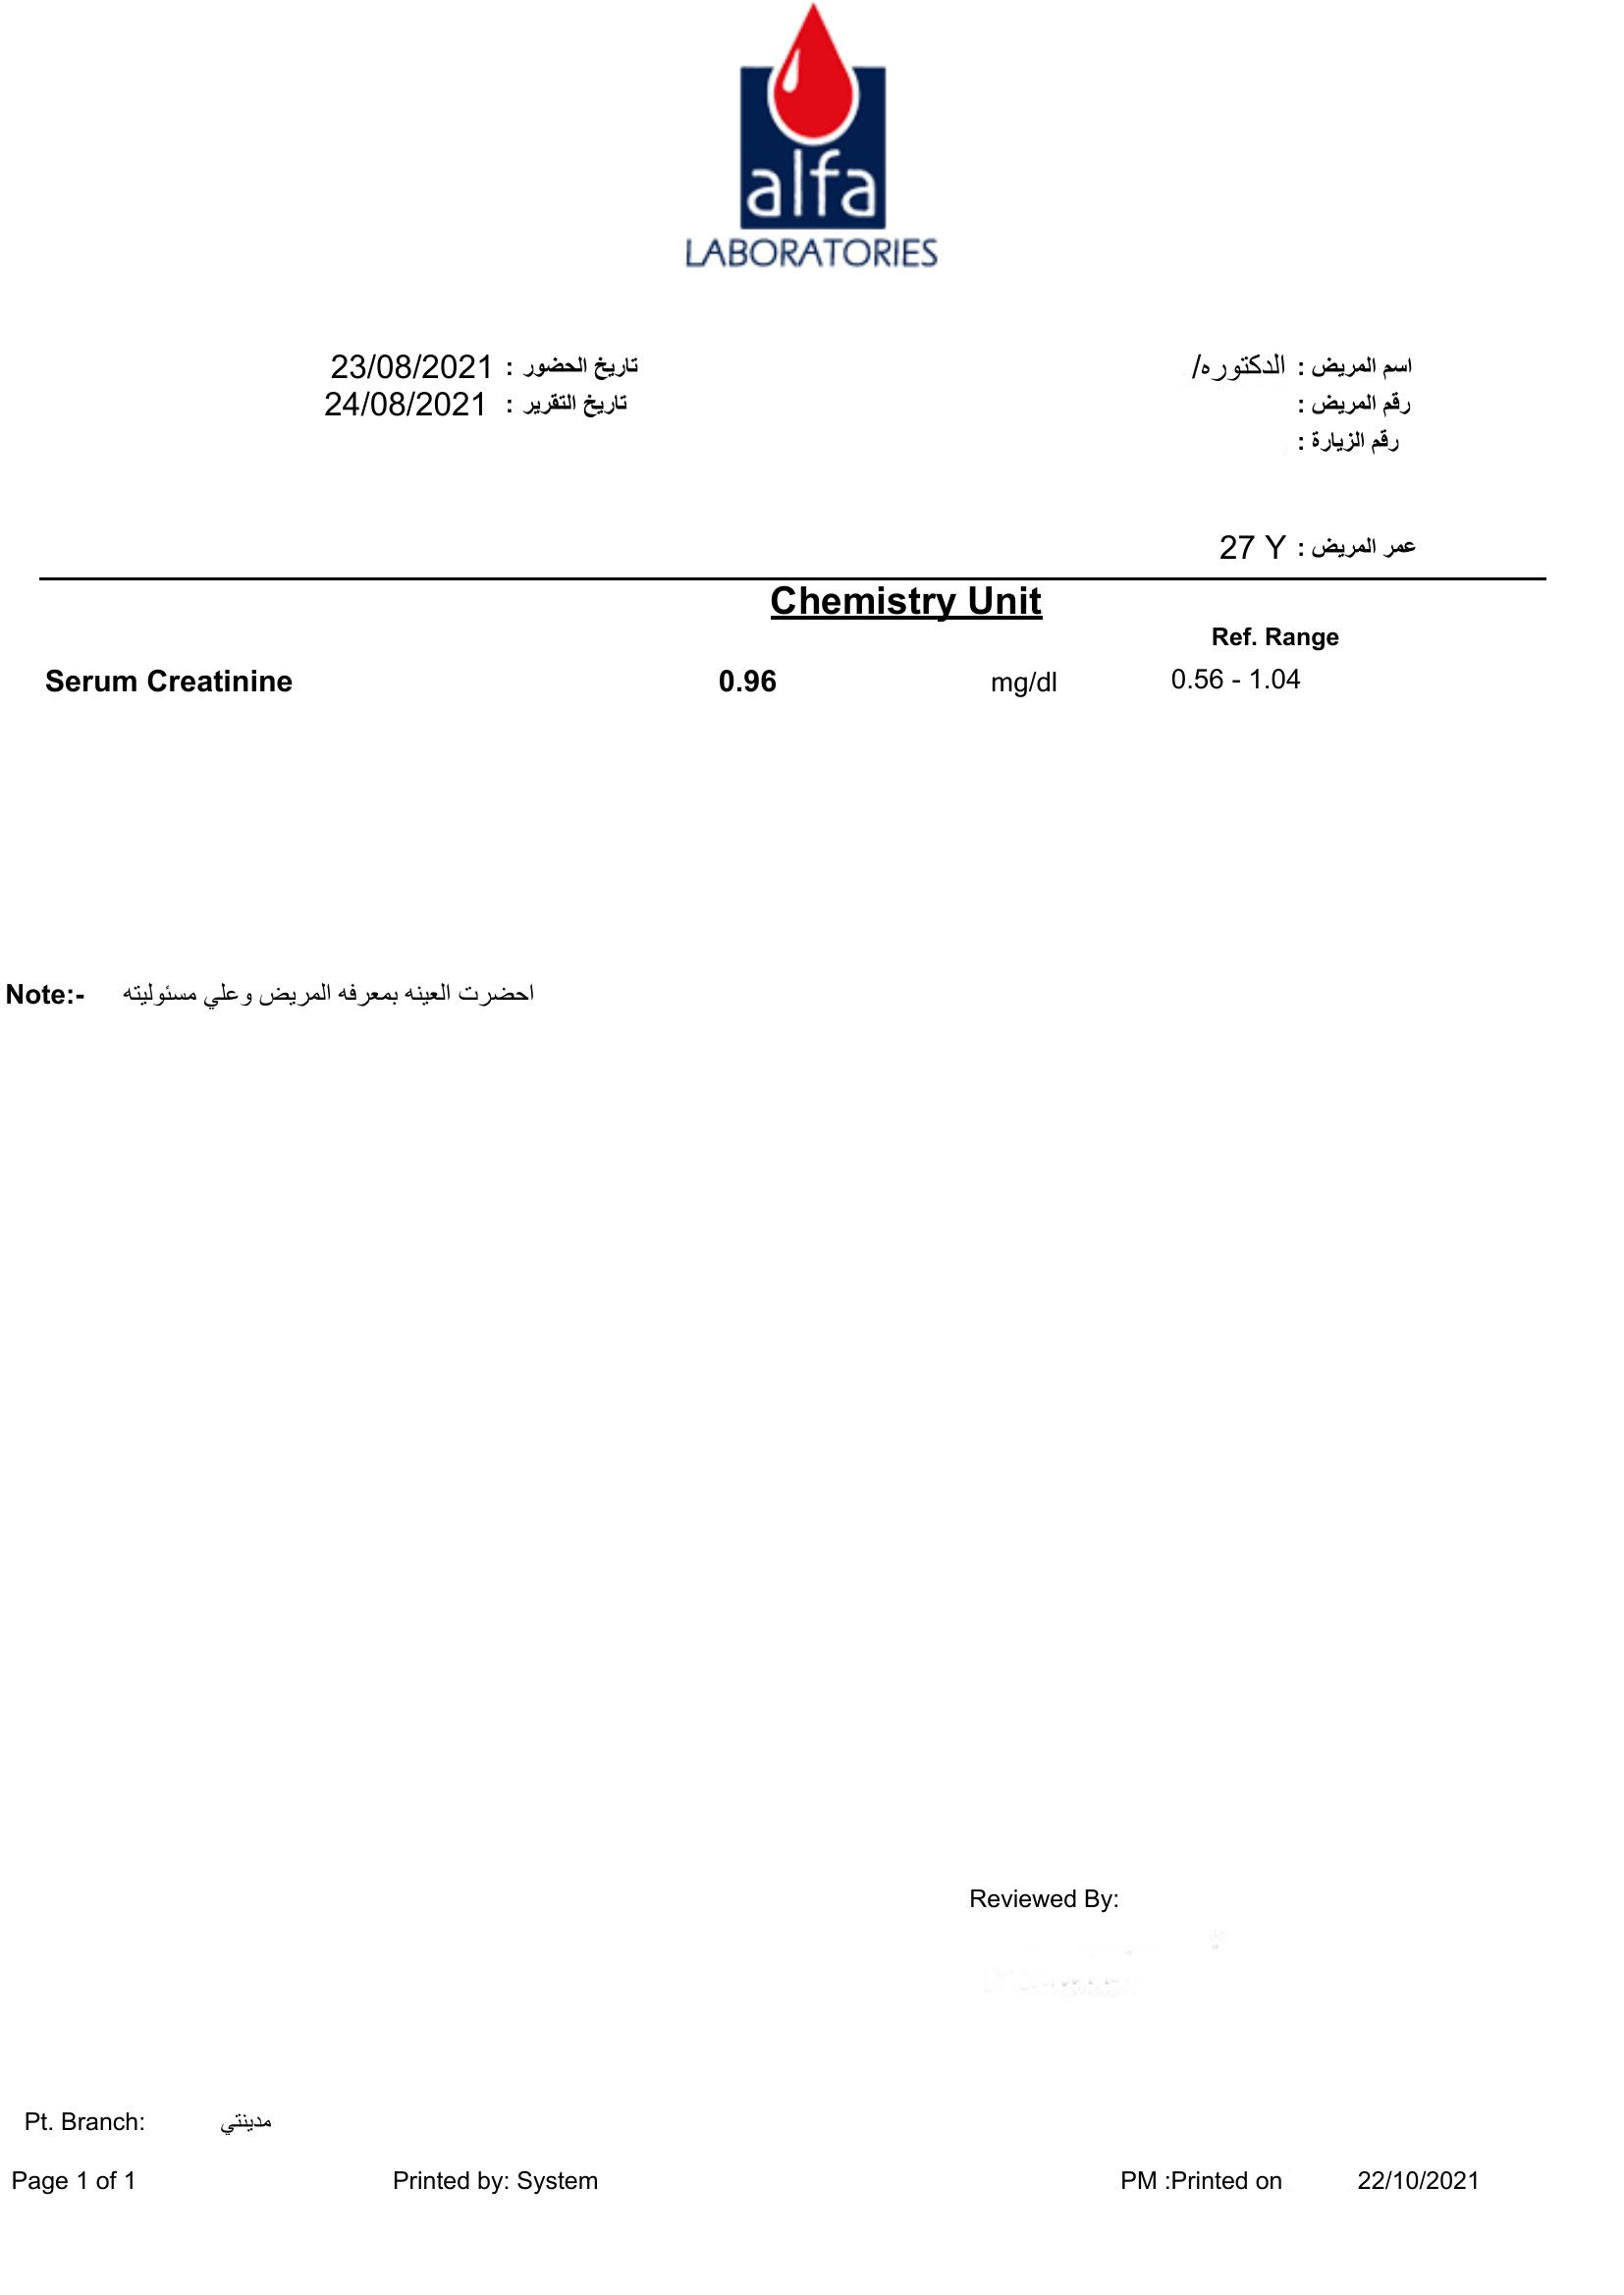 alfa
LABORATORIES
اسم المريض : الدكتوره/
تاريخ الحضور : 23/08/2021
رقم المريض :
تاريخ التقرير : 24/08/2021
رقم الزيارة :
عمر المريض : 27 Y
Chemistry Unit
Ref. Range
Serum Creatinine 0.96 mg/dl 0.56 - 1.04
Note:- احضرت العينه بمعرفه المريض وعلي مسئوليته
Reviewed By:
Pt. Branch: مدينتي
Page 1 of 1 Printed by: System PM :Printed on 22/10/2021